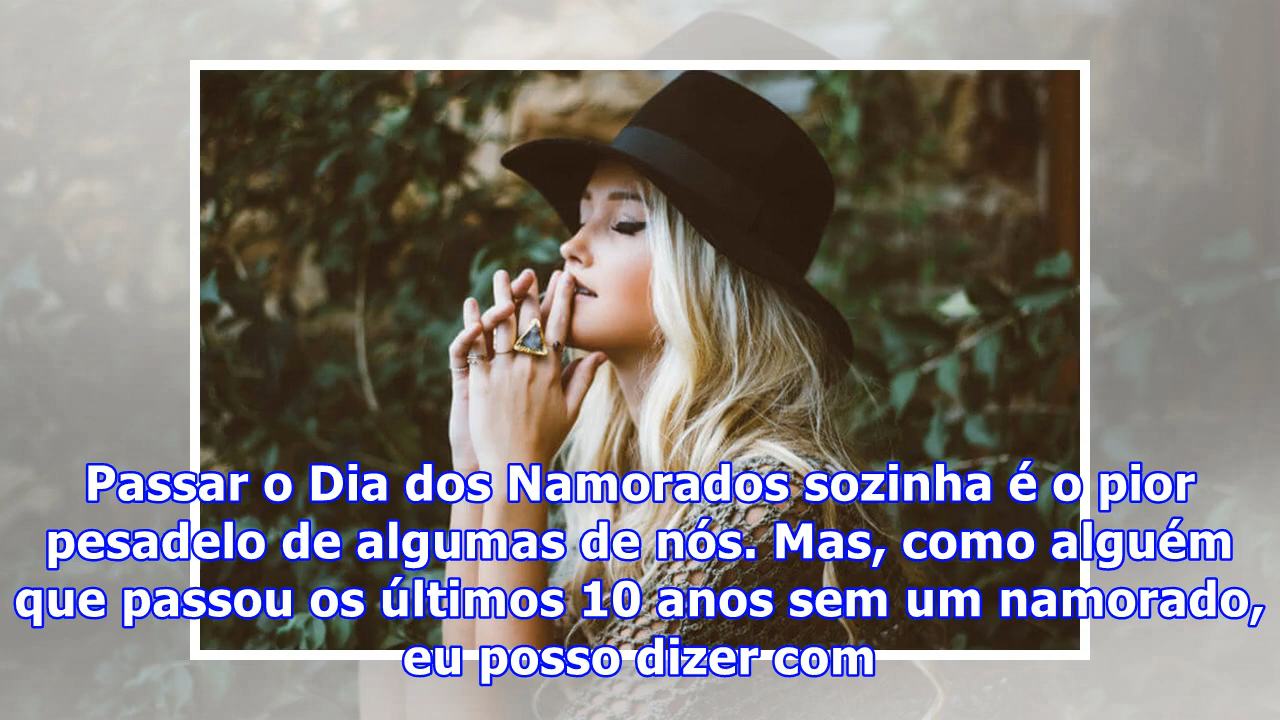 Passar o Dia dos Namorados sozinha é o pior
pesadelo de algumas de nós. Mas, como alguém
que passou os últimos 10 anos sem um namorado,
eu posso dizer com